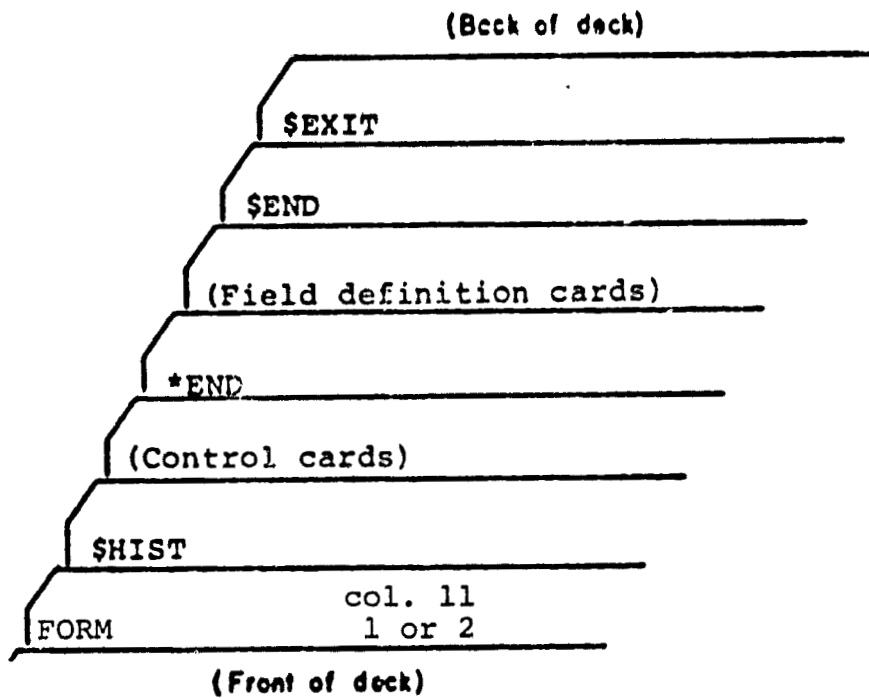 (Back of deck)
$EXIT
$END
(Field definition cards)
*END
(Control cards)
$HIST
col. 11
FORM 1 or 2
(Front of deck)